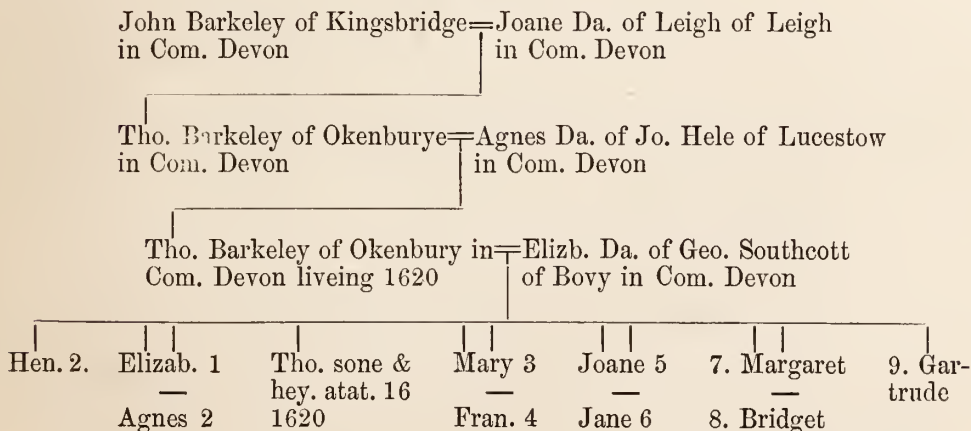 John Barkeley of Kingsbridge=Joane Da. of Leigh of Leigh
in Com. Devon in Com. Devon
Tho. Barkeley of Okenburye=Agnes Da. of Jo. Hele of Lucestow
in Com. Devon in Com. Devon
Tho. Barkeley of Okenbury in=Elizb. Da. of Geo. Southcott
Com. Devon liveing 1620 of Bovy in Com. Devon
Hen. 2. Elizab. 1 Tho. sone & Mary 3 Joane 5 7. Margaret 9. Gar-
— hey. atat. 16 — — — trude
Agnes 2 1620 Fran. 4 Jane 6 8. Bridget